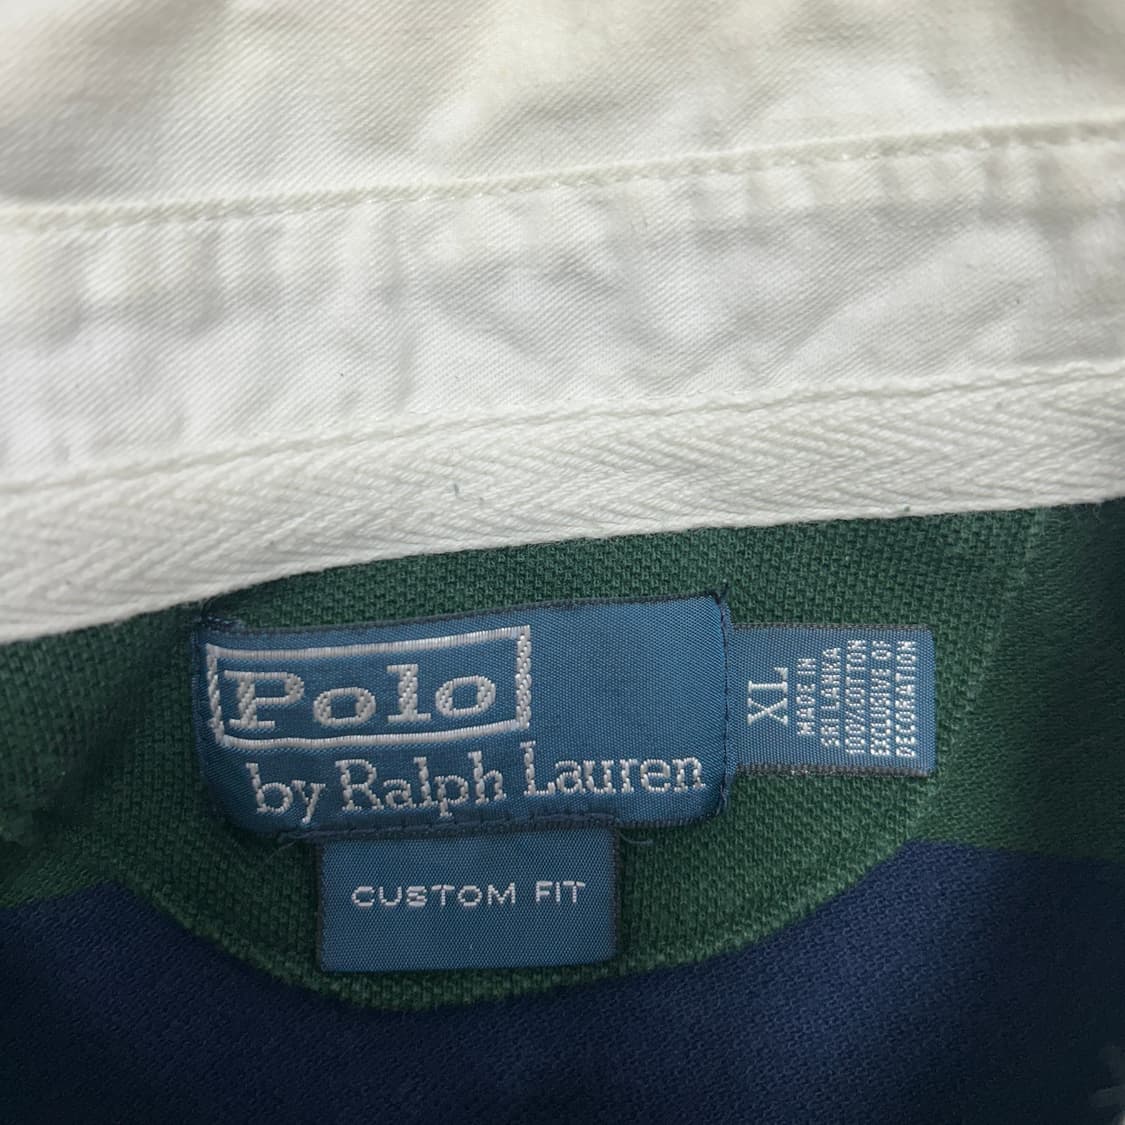 Polo
by Ralph Lauren
XL
MADE IN
SRI LANKA
100% COTTON
EXCLUSIVE OF
DECORATION
CUSTOM FIT